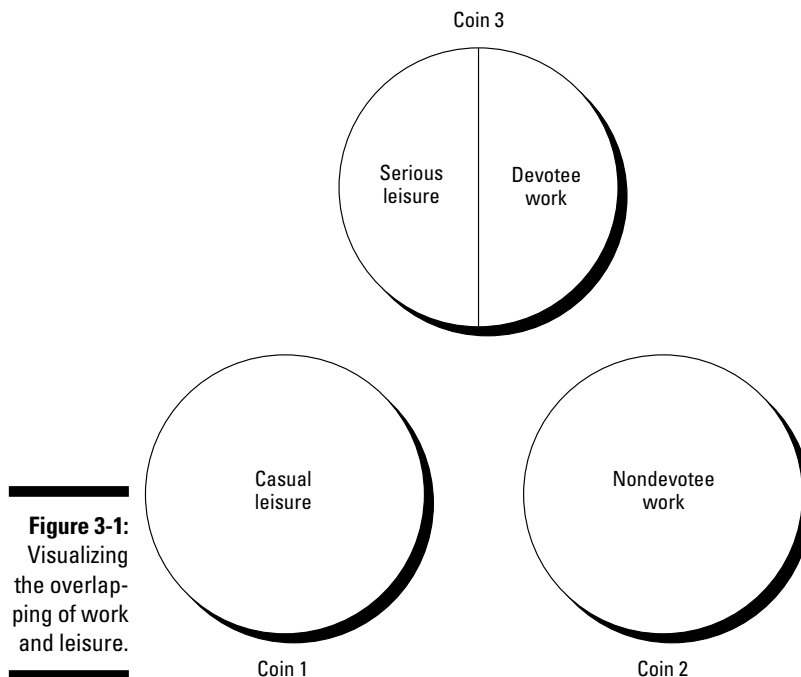 Coin 3
Serious
leisure
Devotee
work
Casual
leisure
Nondevotee
work
Figure 3-1:
Visualizing
the overlap-
ping of work
and leisure.
Coin 1
Coin 2